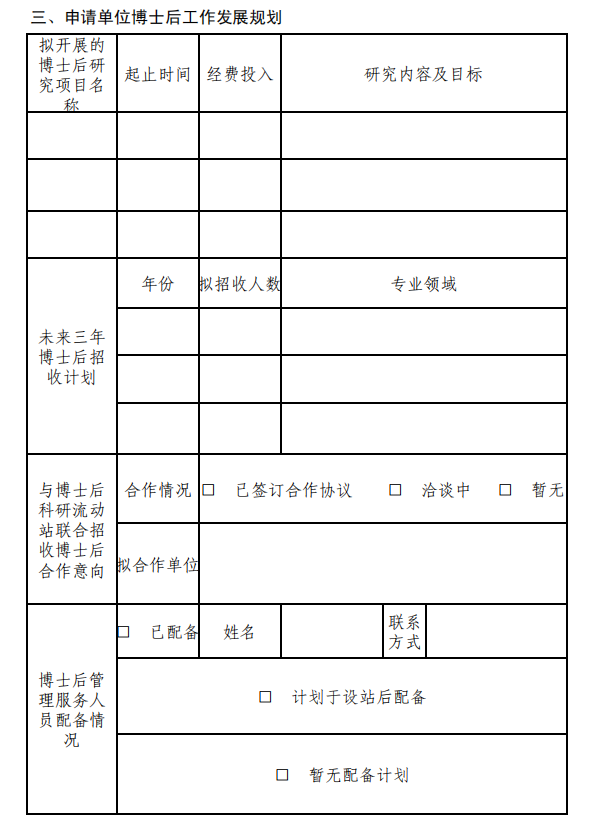 三、申请单位博士后工作发展规划
拟开展的
博士后研
究项目名
称
起止时间
经费投入
研究内容及目标
未来三年
博士后招
收计划
年份
拟招收人数
专业领域
与博士后
科研流动
站联合招
收博士后
合作意向
合作情况
□ 已签订合作协议 □ 洽谈中 □ 暂无
拟合作单位
博士后管
理服务人
员配备情
况
□ 已配备
姓名
联系
方式
□ 计划于设站后配备
□ 暂无配备计划